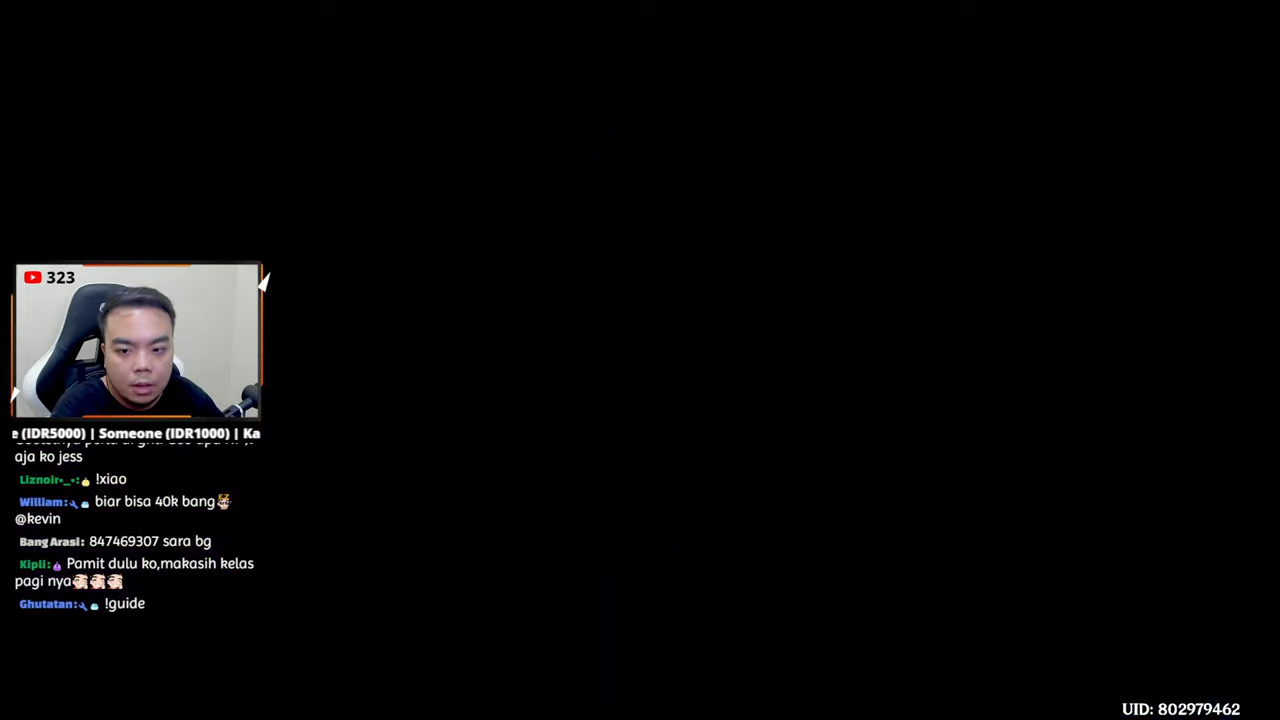 323
e (IDR5000) | Someone (IDR1000) | Ka
aja ko jess
Liznoir•_•: !xiao
William: biar bisa 40k bang
@kevin
Bang Arasi: 847469307 sara bg
Kipli: Pamit dulu ko,makasih kelas
pagi nya
Ghutatan: !guide
UID: 802979462